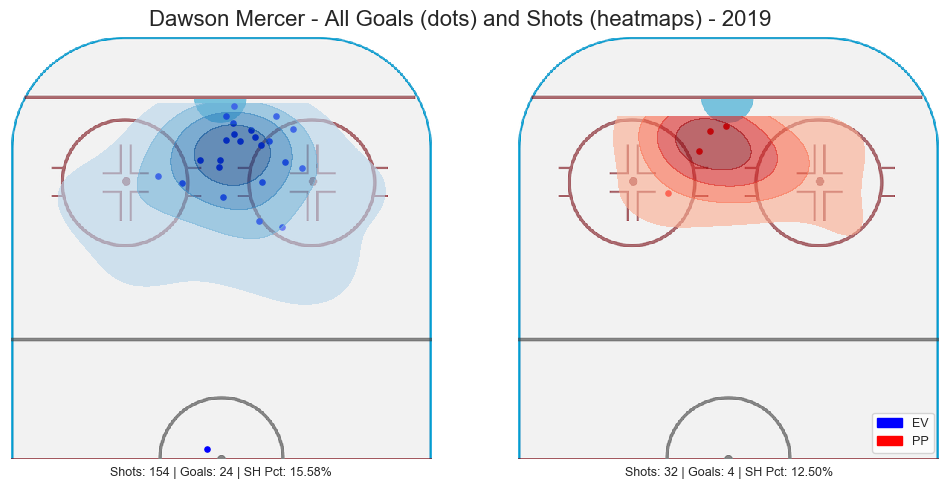 Dawson Mercer - All Goals (dots) and Shots (heatmaps) - 2019
EV
PP
Shots: 154 | Goals: 24 | SH Pct: 15.58%
Shots: 32 | Goals: 4 | SH Pct: 12.50%